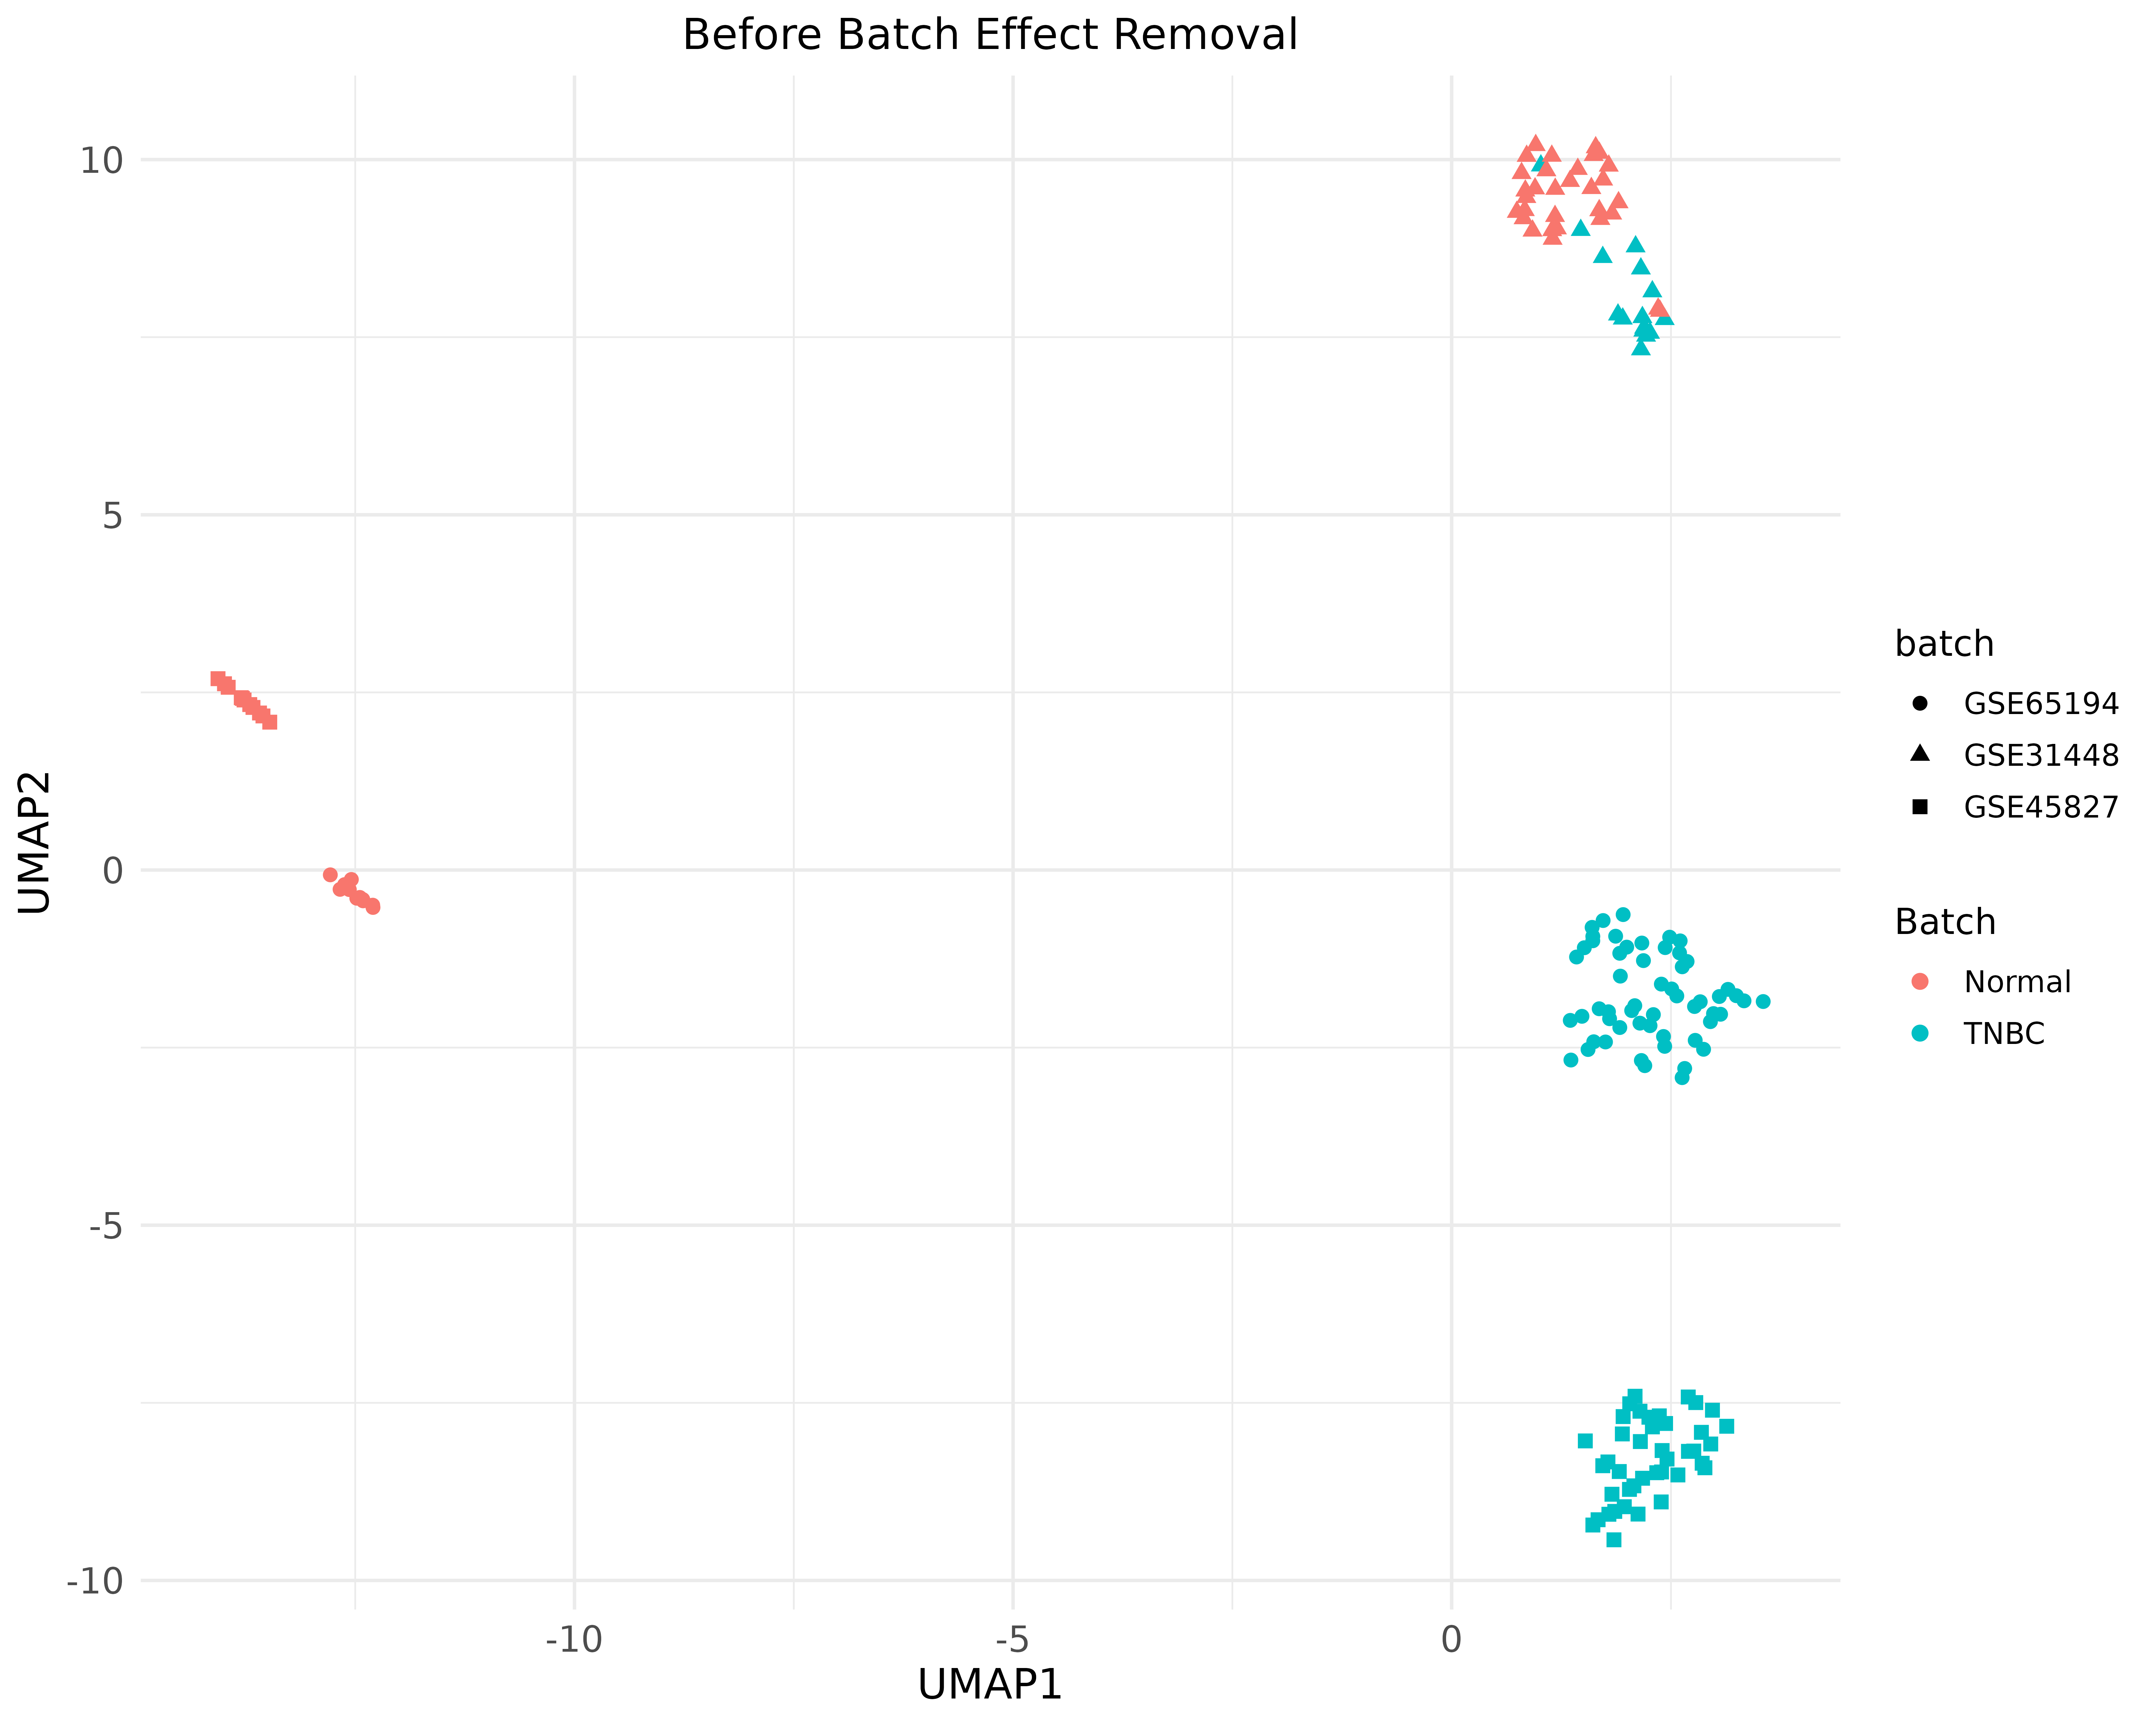 Before Batch Effect Removal
10
5
0
-5
-10
UMAP2
-10
-5
0
UMAP1
batch
GSE65194
GSE31448
GSE45827
Batch
Normal
TNBC